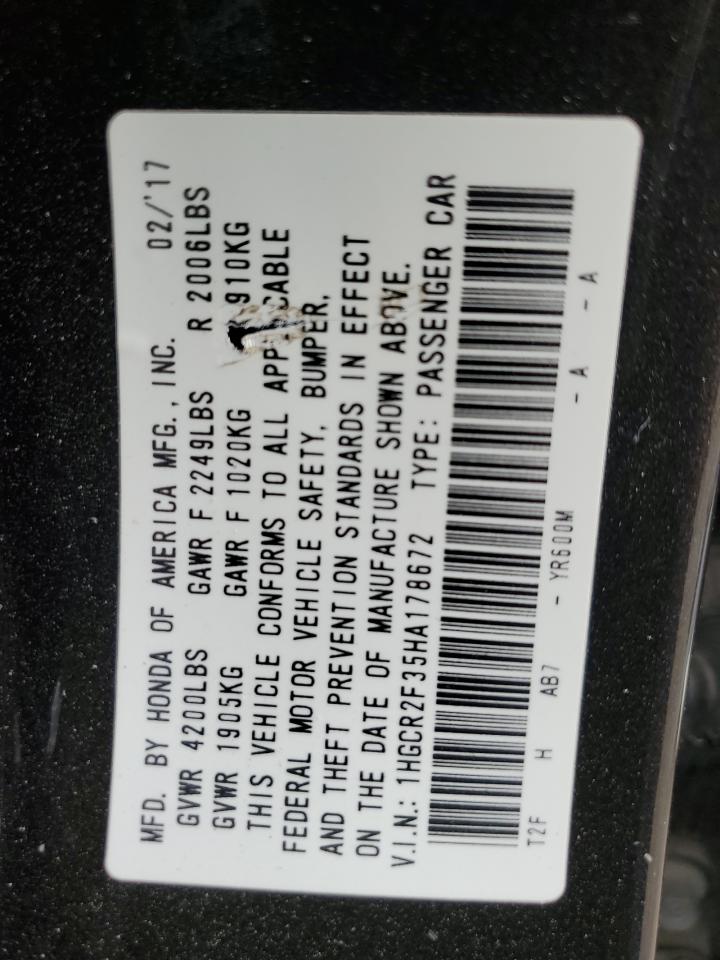 MFD. BY HONDA OF AMERICA MFG., INC. 02/'17
GVWR 4200LBS GAWR F 2249LBS R 2006LBS
GVWR 1905KG GAWR F 1020KG 910KG
THIS VEHICLE CONFORMS TO ALL APPLICABLE
FEDERAL MOTOR VEHICLE SAFETY, BUMPER,
AND THEFT PREVENTION STANDARDS IN EFFECT
ON THE DATE OF MANUFACTURE SHOWN ABOVE.
V.I.N.: 1HGCR2F35HA178672 TYPE: PASSENGER CAR
T2F H AB7 - YR600M - A - A